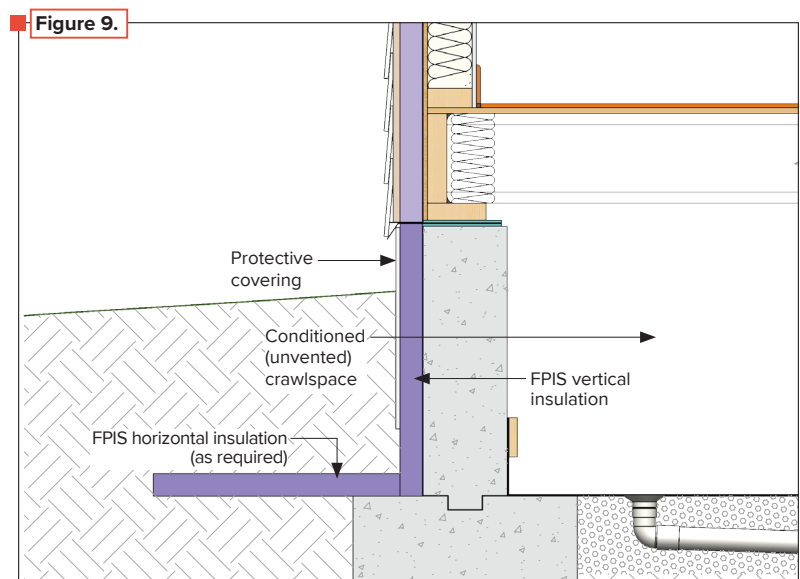 Figure 9.
Protective
covering
Conditioned
(unvented)
crawlspace
FPIS vertical
insulation
FPIS horizontal insulation
(as required)